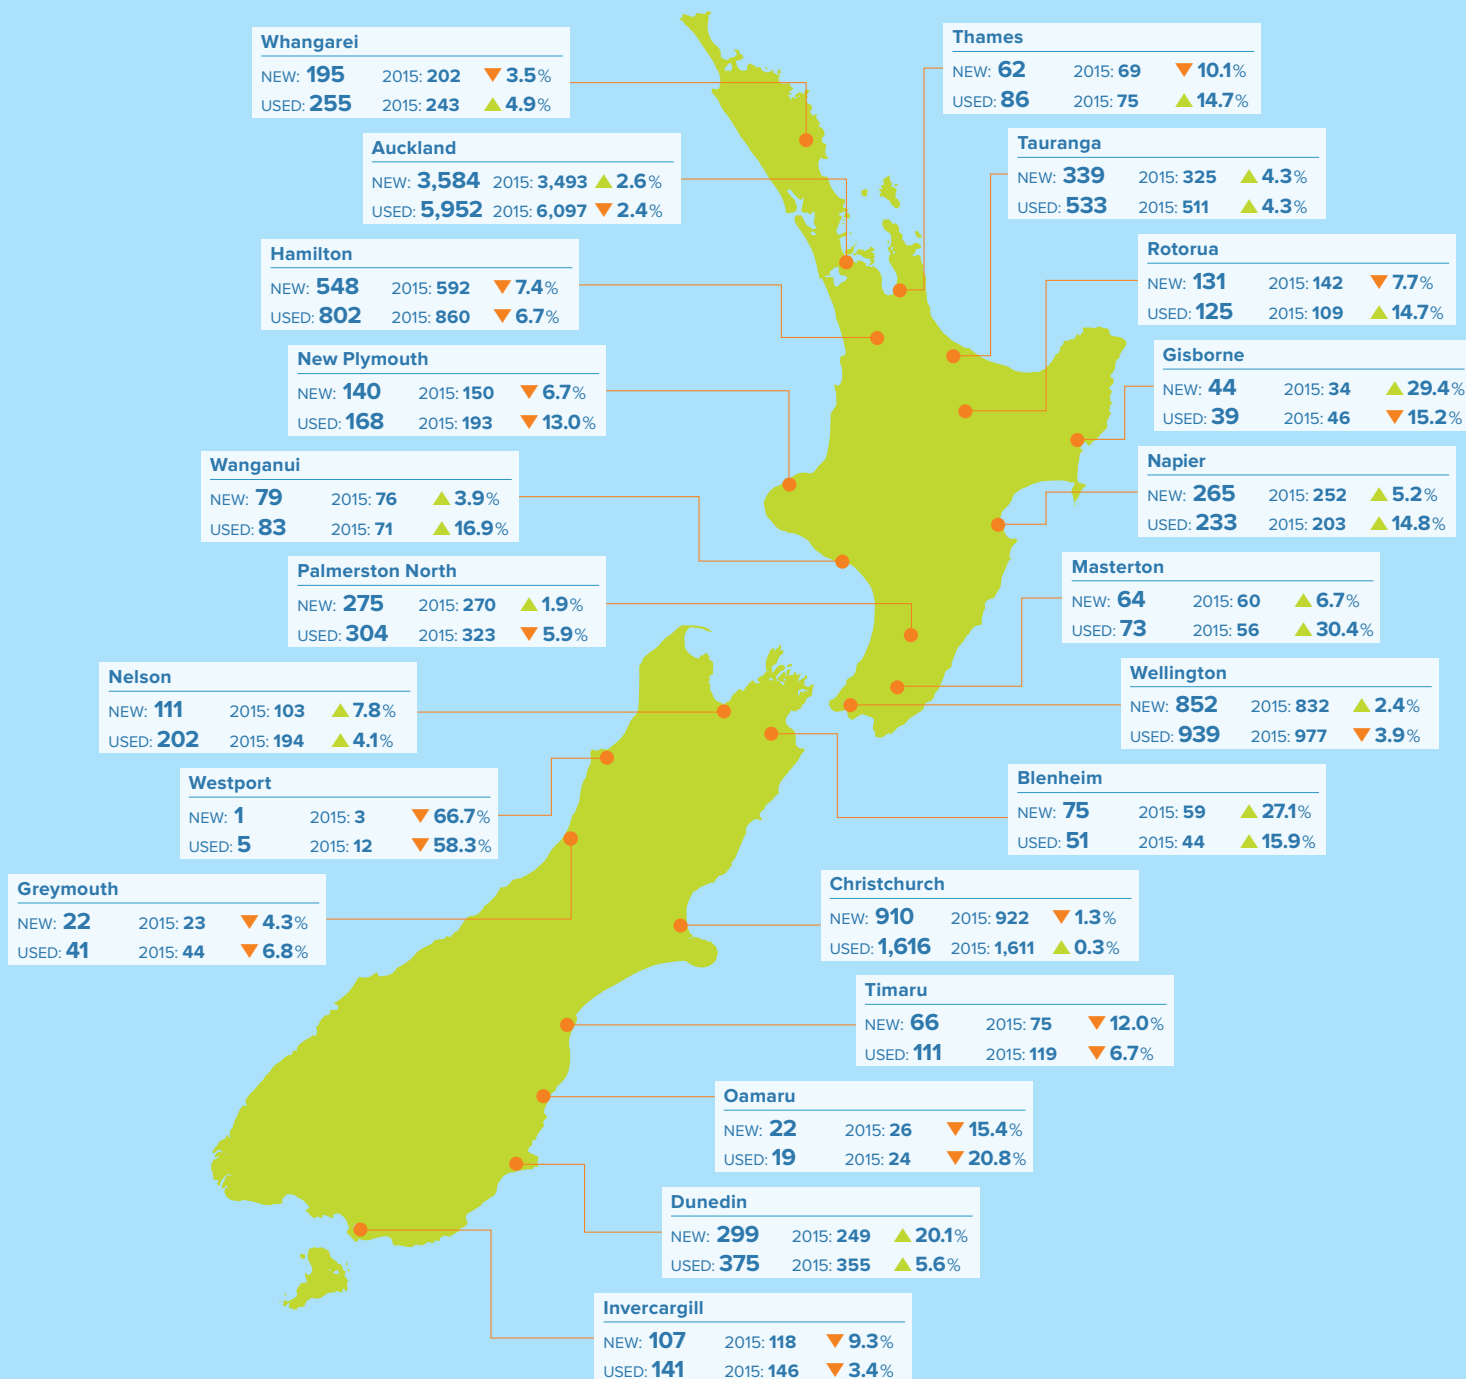 Whangarei
NEW: 195 2015: 202 ▼ 3.5%
USED: 255 2015: 243 ▲ 4.9%
Thames
NEW: 62 2015: 69 ▼ 10.1%
USED: 86 2015: 75 ▲ 14.7%
Auckland
NEW: 3,584 2015: 3,493 ▲ 2.6%
USED: 5,952 2015: 6,097 ▼ 2.4%
Tauranga
NEW: 339 2015: 325 ▲ 4.3%
USED: 533 2015: 511 ▲ 4.3%
Hamilton
NEW: 548 2015: 592 ▼ 7.4%
USED: 802 2015: 860 ▼ 6.7%
Rotorua
NEW: 131 2015: 142 ▼ 7.7%
USED: 125 2015: 109 ▲ 14.7%
New Plymouth
NEW: 140 2015: 150 ▼ 6.7%
USED: 168 2015: 193 ▼ 13.0%
Gisborne
NEW: 44 2015: 34 ▲ 29.4%
USED: 39 2015: 46 ▼ 15.2%
Wanganui
NEW: 79 2015: 76 ▲ 3.9%
USED: 83 2015: 71 ▲ 16.9%
Napier
NEW: 265 2015: 252 ▲ 5.2%
USED: 233 2015: 203 ▲ 14.8%
Palmerston North
NEW: 275 2015: 270 ▲ 1.9%
USED: 304 2015: 323 ▼ 5.9%
Masterton
NEW: 64 2015: 60 ▲ 6.7%
USED: 73 2015: 56 ▲ 30.4%
Nelson
NEW: 111 2015: 103 ▲ 7.8%
USED: 202 2015: 194 ▲ 4.1%
Wellington
NEW: 852 2015: 832 ▲ 2.4%
USED: 939 2015: 977 ▼ 3.9%
Westport
NEW: 1 2015: 3 ▼ 66.7%
USED: 5 2015: 12 ▼ 58.3%
Blenheim
NEW: 75 2015: 59 ▲ 27.1%
USED: 51 2015: 44 ▲ 15.9%
Greymouth
NEW: 22 2015: 23 ▼ 4.3%
USED: 41 2015: 44 ▼ 6.8%
Christchurch
NEW: 910 2015: 922 ▼ 1.3%
USED: 1,616 2015: 1,611 ▲ 0.3%
Timaru
NEW: 66 2015: 75 ▼ 12.0%
USED: 111 2015: 119 ▼ 6.7%
Oamaru
NEW: 22 2015: 26 ▼ 15.4%
USED: 19 2015: 24 ▼ 20.8%
Dunedin
NEW: 299 2015: 249 ▲ 20.1%
USED: 375 2015: 355 ▲ 5.6%
Invercargill
NEW: 107 2015: 118 ▼ 9.3%
USED: 141 2015: 146 ▼ 3.4%